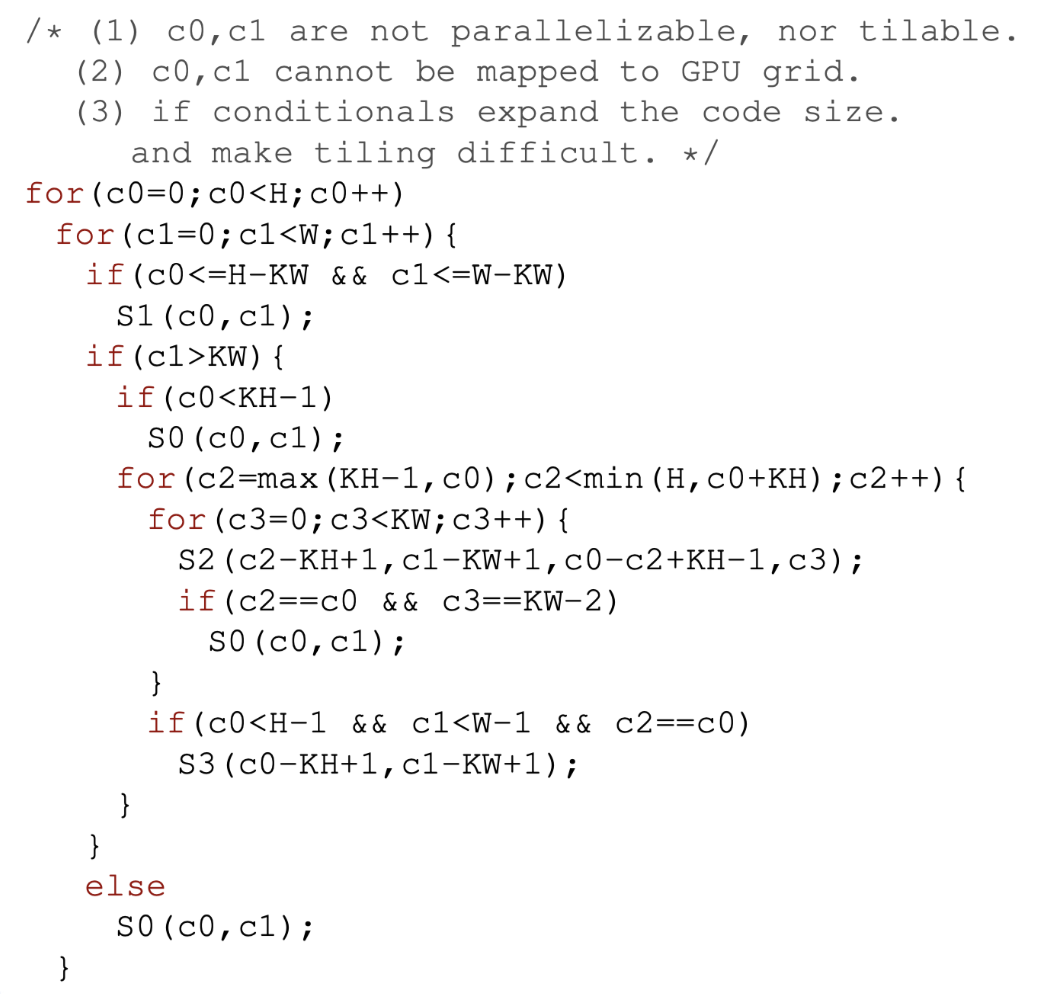 /* (1) c0,c1 are not parallelizable, nor tilable.
(2) c0,c1 cannot be mapped to GPU grid.
(3) if conditionals expand the code size.
and make tiling difficult. */
for(c0=0;c0<H;c0++)
for(c1=0;c1<W;c1++){
if(c0<=H-KW && c1<=W-KW)
S1(c0,c1);
if(c1>KW){
if(c0<KH-1)
S0(c0,c1);
for(c2=max(KH-1,c0);c2<min(H,c0+KH);c2++){
for(c3=0;c3<KW;c3++){
S2(c2-KH+1,c1-KW+1,c0-c2+KH-1,c3);
if(c2==c0 && c3==KW-2)
S0(c0,c1);
}
if(c0<H-1 && c1<W-1 && c2==c0)
S3(c0-KH+1,c1-KW+1);
}
}
else
S0(c0,c1);
}